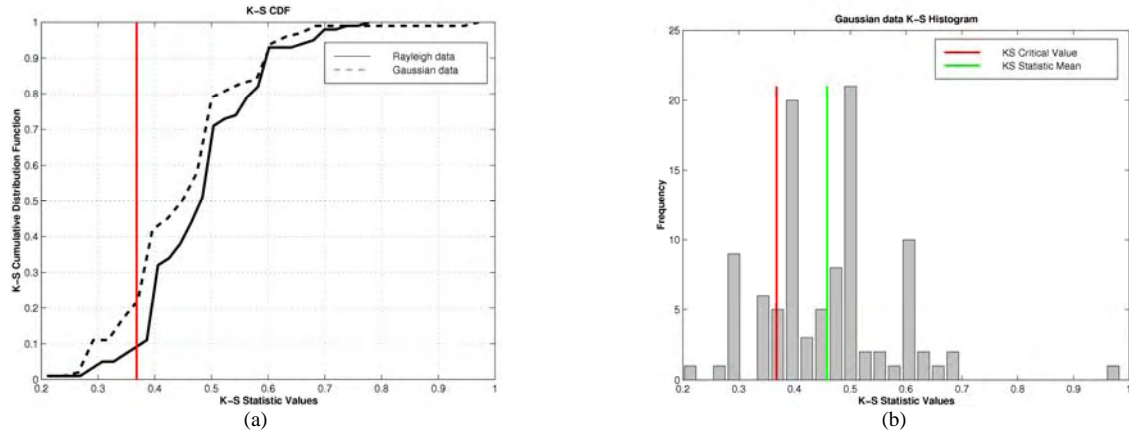 K-S CDF
1
0.9
0.8
0.7
0.6
0.5
0.4
0.3
0.2
0.1
0
K-S Cumulative Distribution Function
Rayleigh data
Gaussian data
0.2 0.3 0.4 0.5 0.6 0.7 0.8 0.9 1
K-S Statistic Values
(a)
Gaussian data K-S Histogram
25
20
15
10
5
0
Frequency
KS Critical Value
KS Statistic Mean
0.2 0.3 0.4 0.5 0.6 0.7 0.8 0.9 1
K-S Statistic Values
(b)